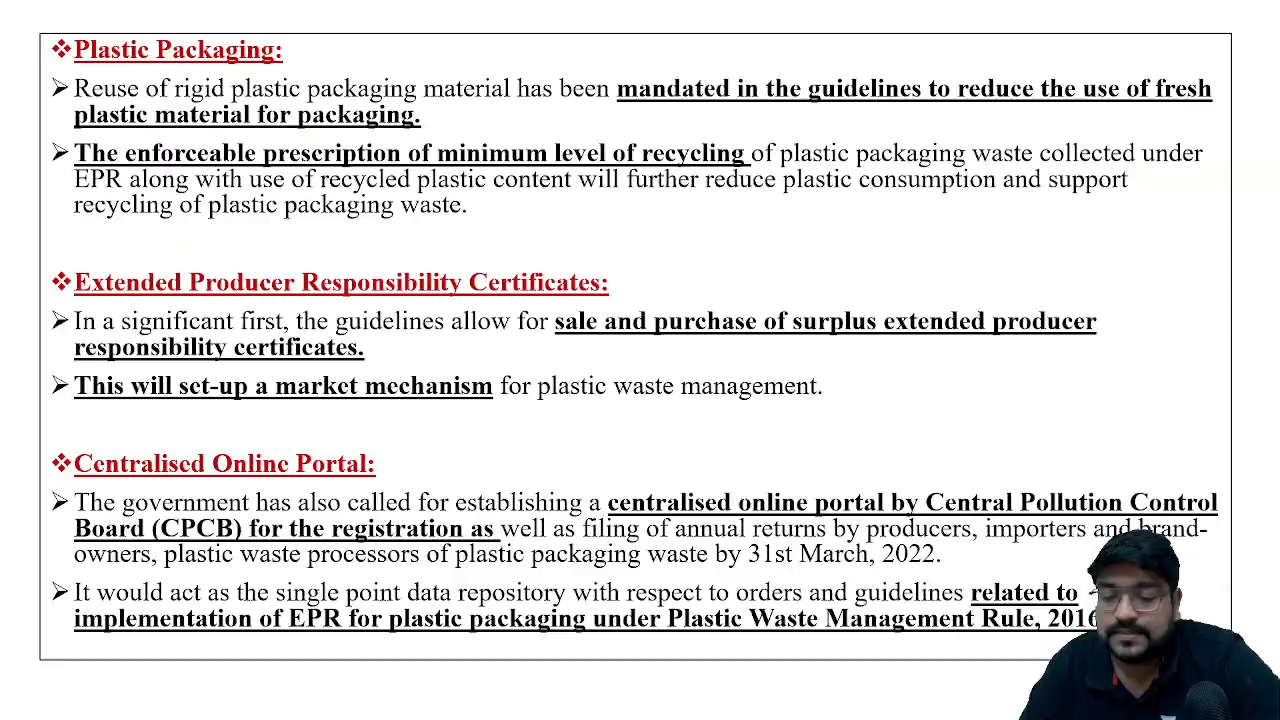 ❖Plastic Packaging:
➢Reuse of rigid plastic packaging material has been mandated in the guidelines to reduce the use of fresh
plastic material for packaging.
➢The enforceable prescription of minimum level of recycling of plastic packaging waste collected under
EPR along with use of recycled plastic content will further reduce plastic consumption and support
recycling of plastic packaging waste.
❖Extended Producer Responsibility Certificates:
➢In a significant first, the guidelines allow for sale and purchase of surplus extended producer
responsibility certificates.
➢This will set-up a market mechanism for plastic waste management.
❖Centralised Online Portal:
➢The government has also called for establishing a centralised online portal by Central Pollution Control
Board (CPCB) for the registration as well as filing of annual returns by producers, importers and brand-
owners, plastic waste processors of plastic packaging waste by 31st March, 2022.
➢It would act as the single point data repository with respect to orders and guidelines related to
implementation of EPR for plastic packaging under Plastic Waste Management Rule, 2016